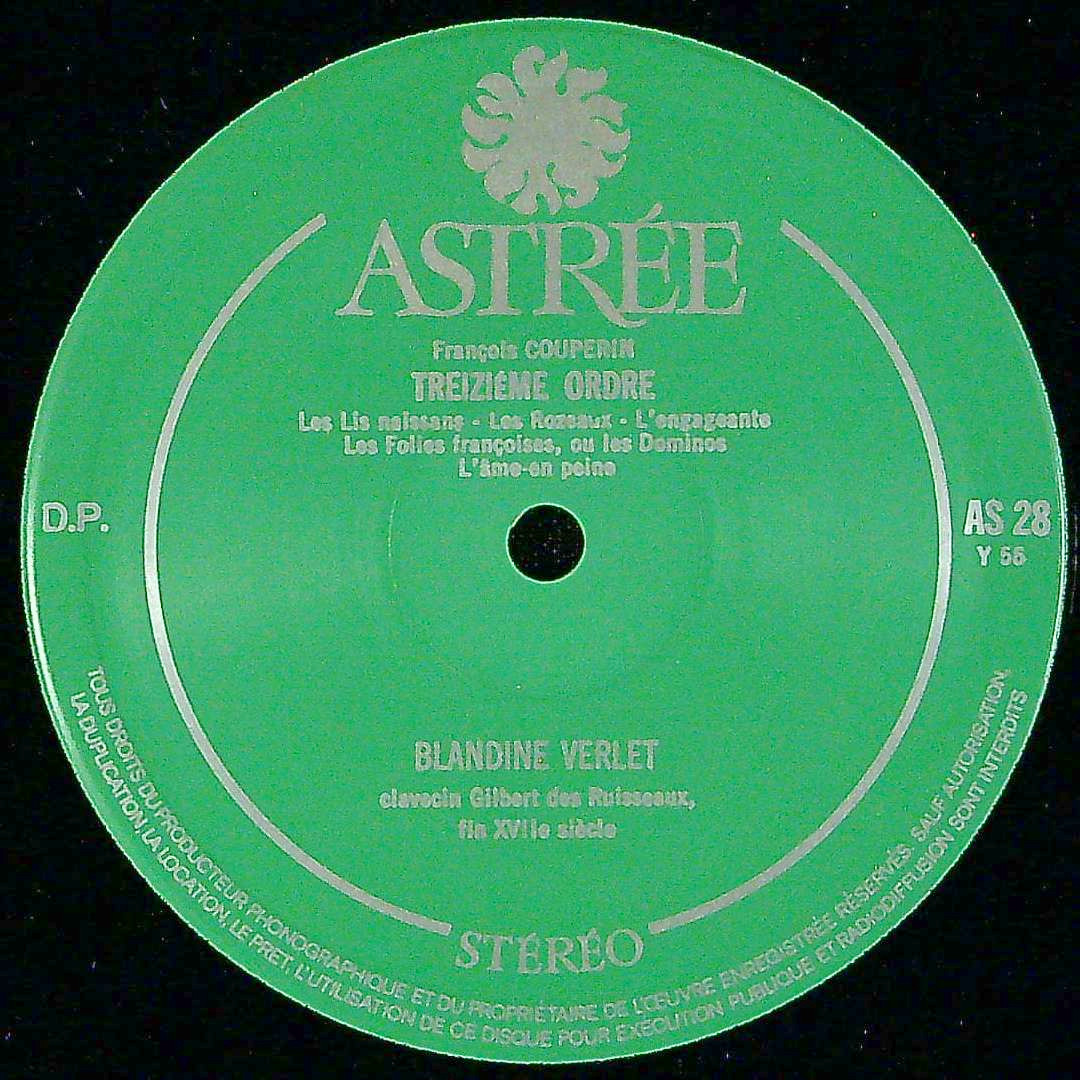 ASTRÉE
François COUPERIN
TREIZIÈME ORDRE
Les Lis naissans - Les Rozeaux - L'engageante
Les Folies françoises, ou les Dominos
L'âme-en peine
D.P.
AS 28
Y 55
BLANDINE VERLET
clavecin Gilbert des Ruisseaux,
fin XVIIe siècle
STÉRÉO
TOUS DROITS DU PRODUCTEUR PHONOGRAPHIQUE ET DU PROPRIÉTAIRE DE L'ŒUVRE ENREGISTRÉE RÉSERVÉS. SAUF AUTORISATION,
LA DUPLICATION, LA LOCATION, LE PRET, L'UTILISATION DE CE DISQUE POUR EXECUTION PUBLIQUE ET RADIODIFFUSION SONT INTERDITS